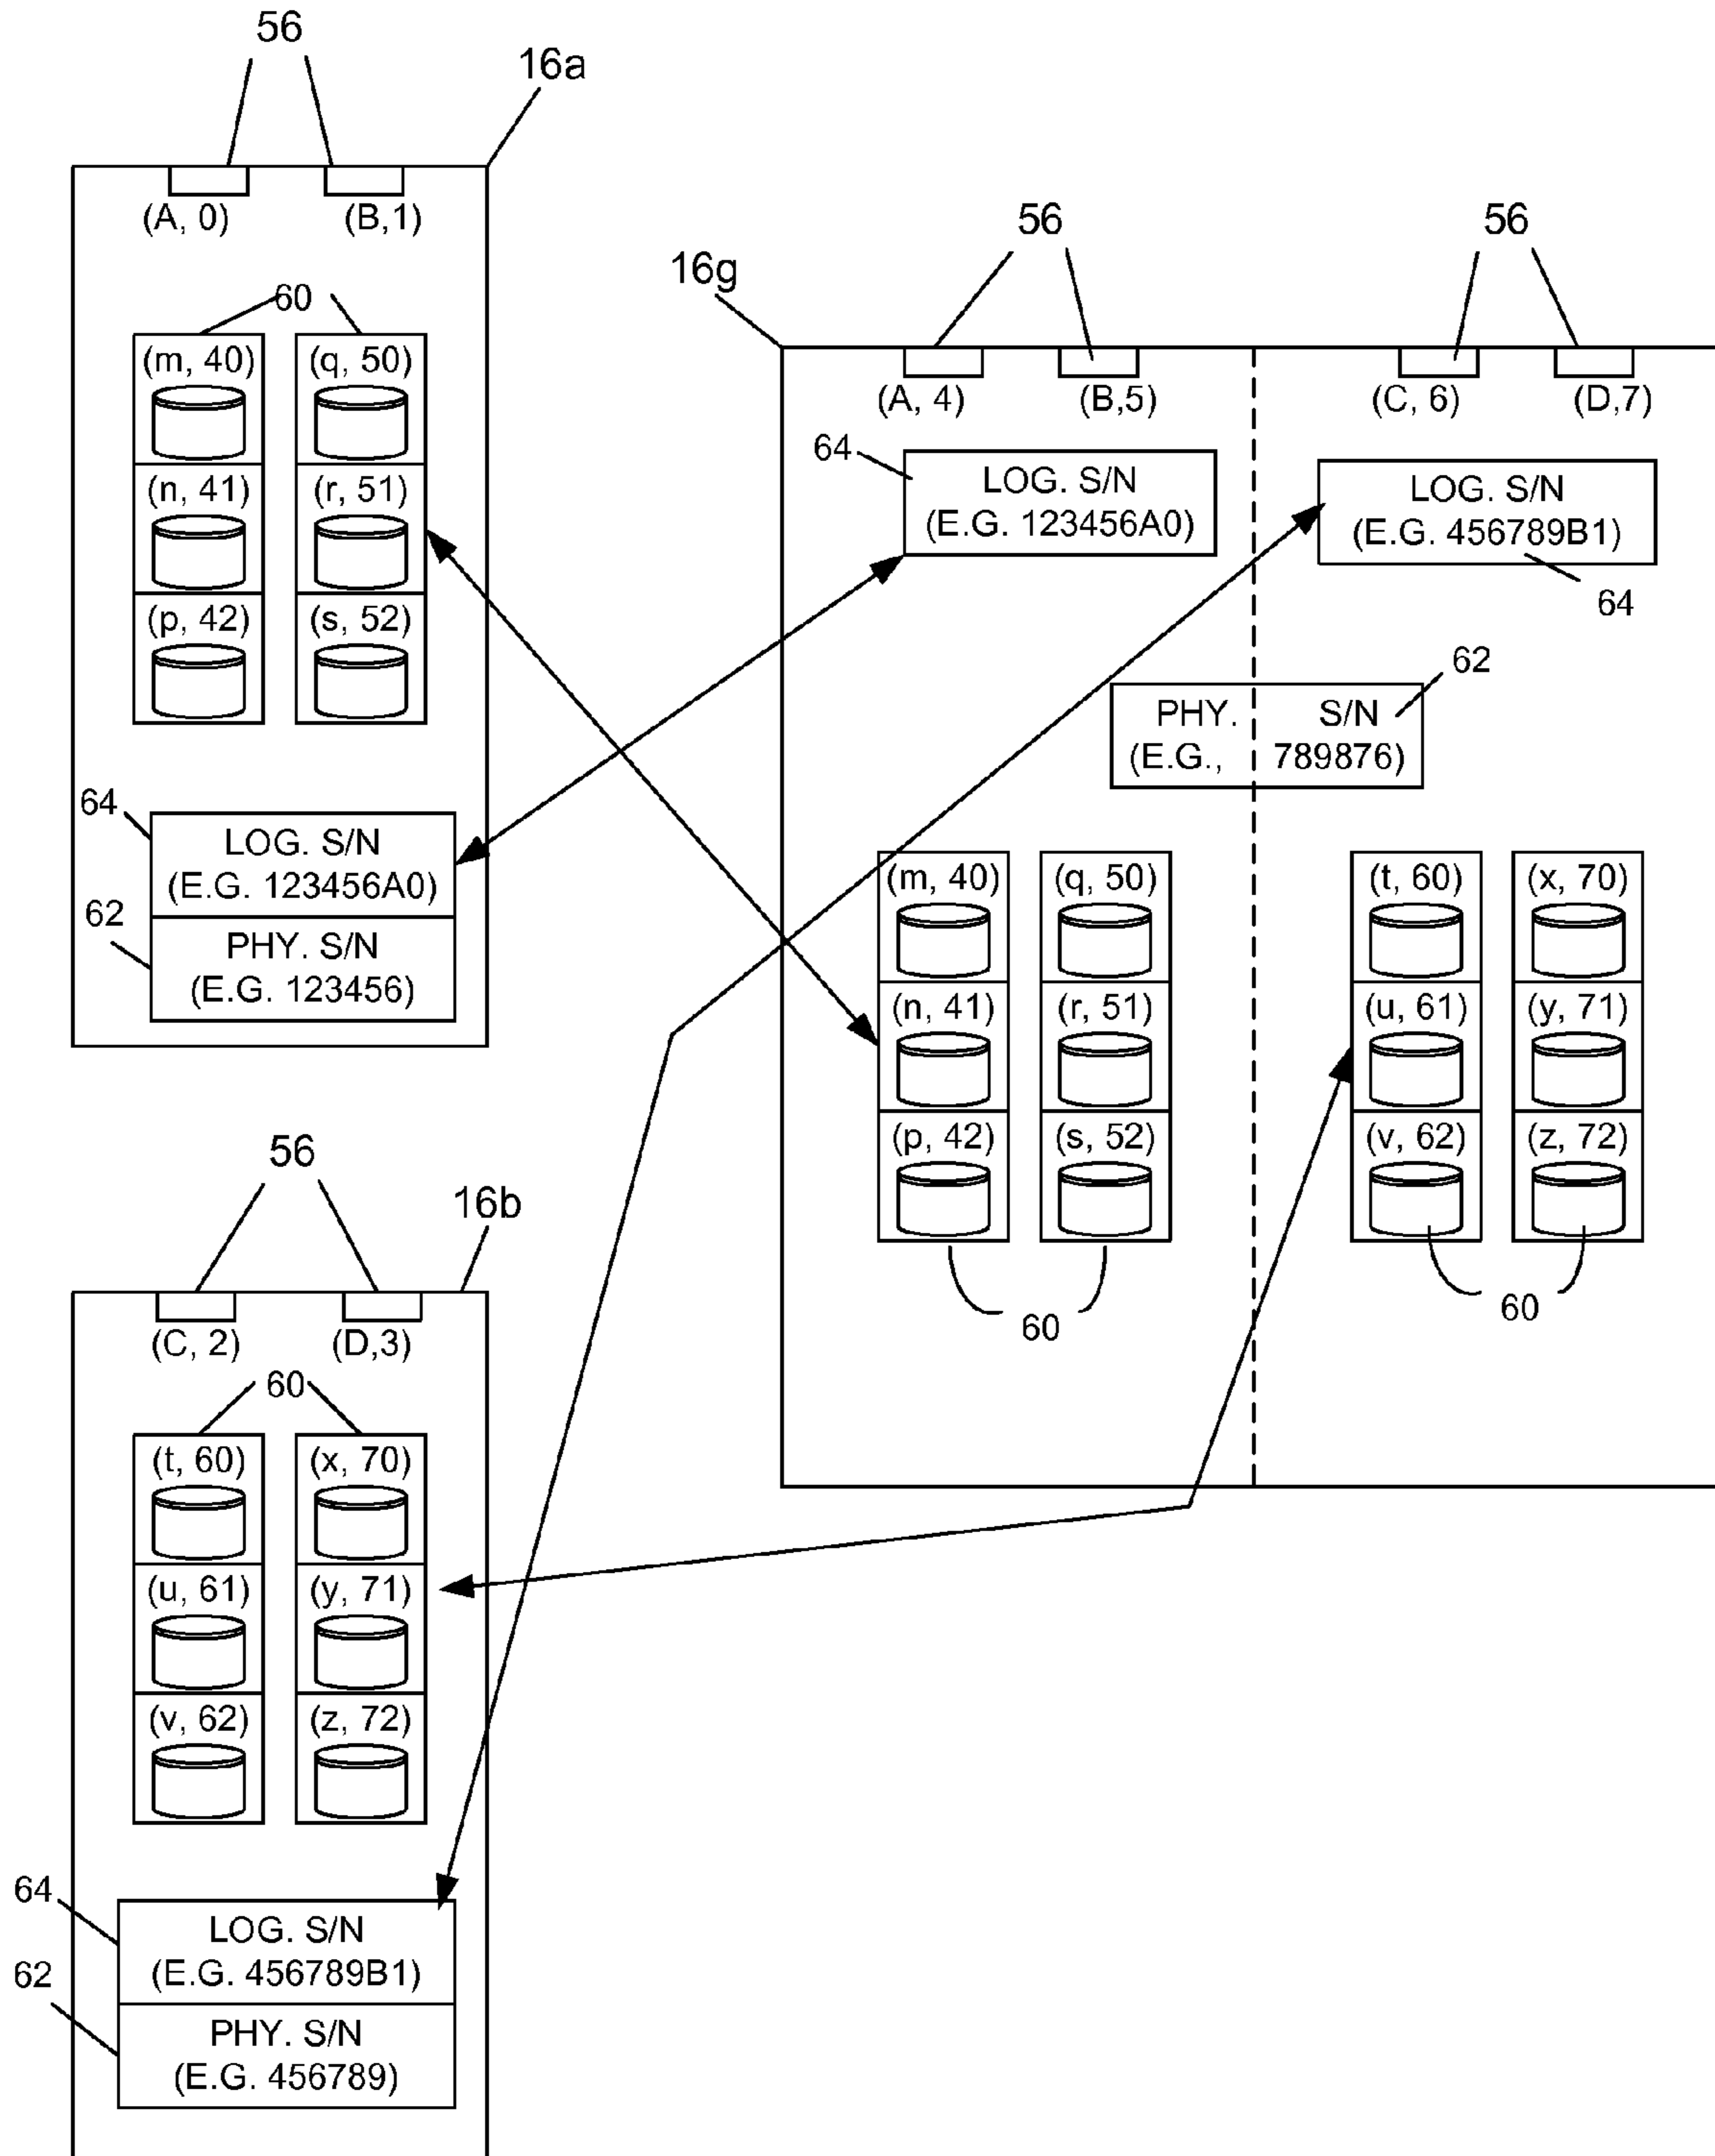 56
16a
(A, 0) (B,1)
60
(m, 40) (q, 50)
(n, 41) (r, 51)
(p, 42) (s, 52)
64
LOG. S/N
(E.G. 123456A0)
62
PHY. S/N
(E.G. 123456)
56
16b
(C, 2) (D,3)
60
(t, 60) (x, 70)
(u, 61) (y, 71)
(v, 62) (z, 72)
64
LOG. S/N
(E.G. 456789B1)
62
PHY. S/N
(E.G. 456789)
56 56
16g
(A, 4) (B,5) (C, 6) (D,7)
64
LOG. S/N
(E.G. 123456A0)
LOG. S/N
(E.G. 456789B1)
64
62
PHY. S/N
(E.G., 789876)
(m, 40) (q, 50) (t, 60) (x, 70)
(n, 41) (r, 51) (u, 61) (y, 71)
(p, 42) (s, 52) (v, 62) (z, 72)
60 60